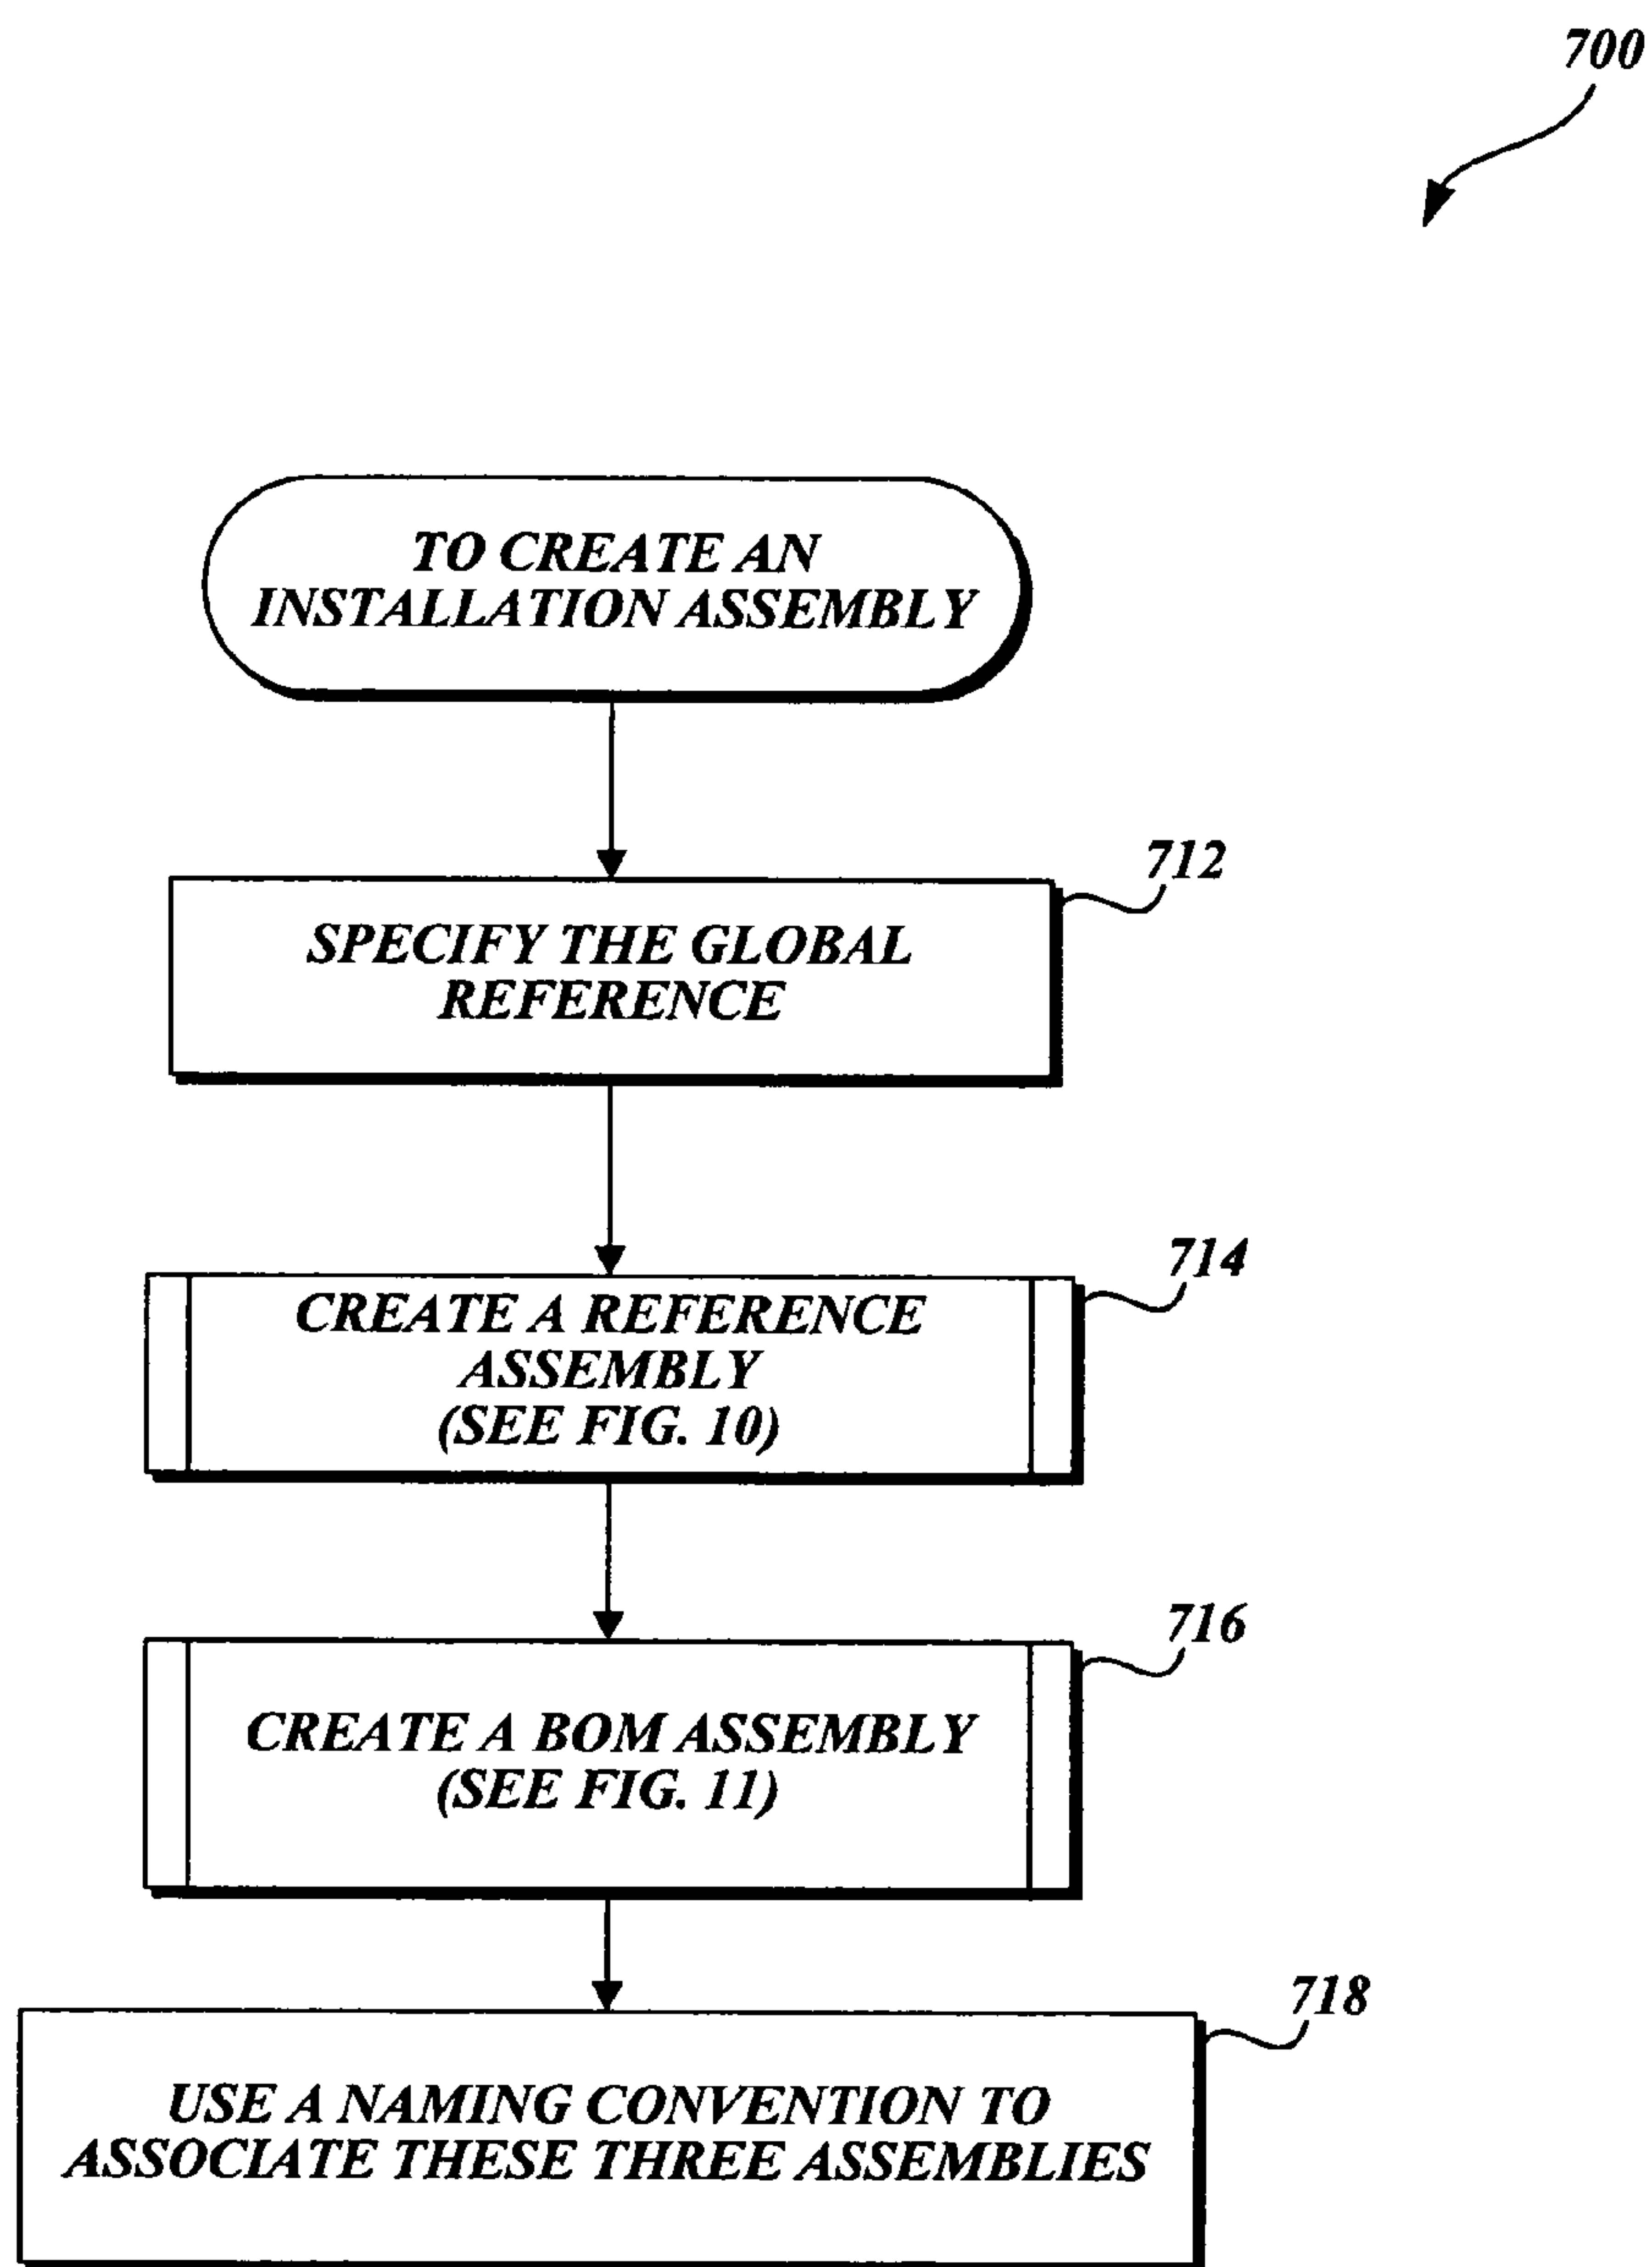 700
TO CREATE AN
INSTALLATION ASSEMBLY
712
SPECIFY THE GLOBAL
REFERENCE
714
CREATE A REFERENCE
ASSEMBLY
(SEE FIG. 10)
716
CREATE A BOM ASSEMBLY
(SEE FIG. 11)
718
USE A NAMING CONVENTION TO
ASSOCIATE THESE THREE ASSEMBLIES